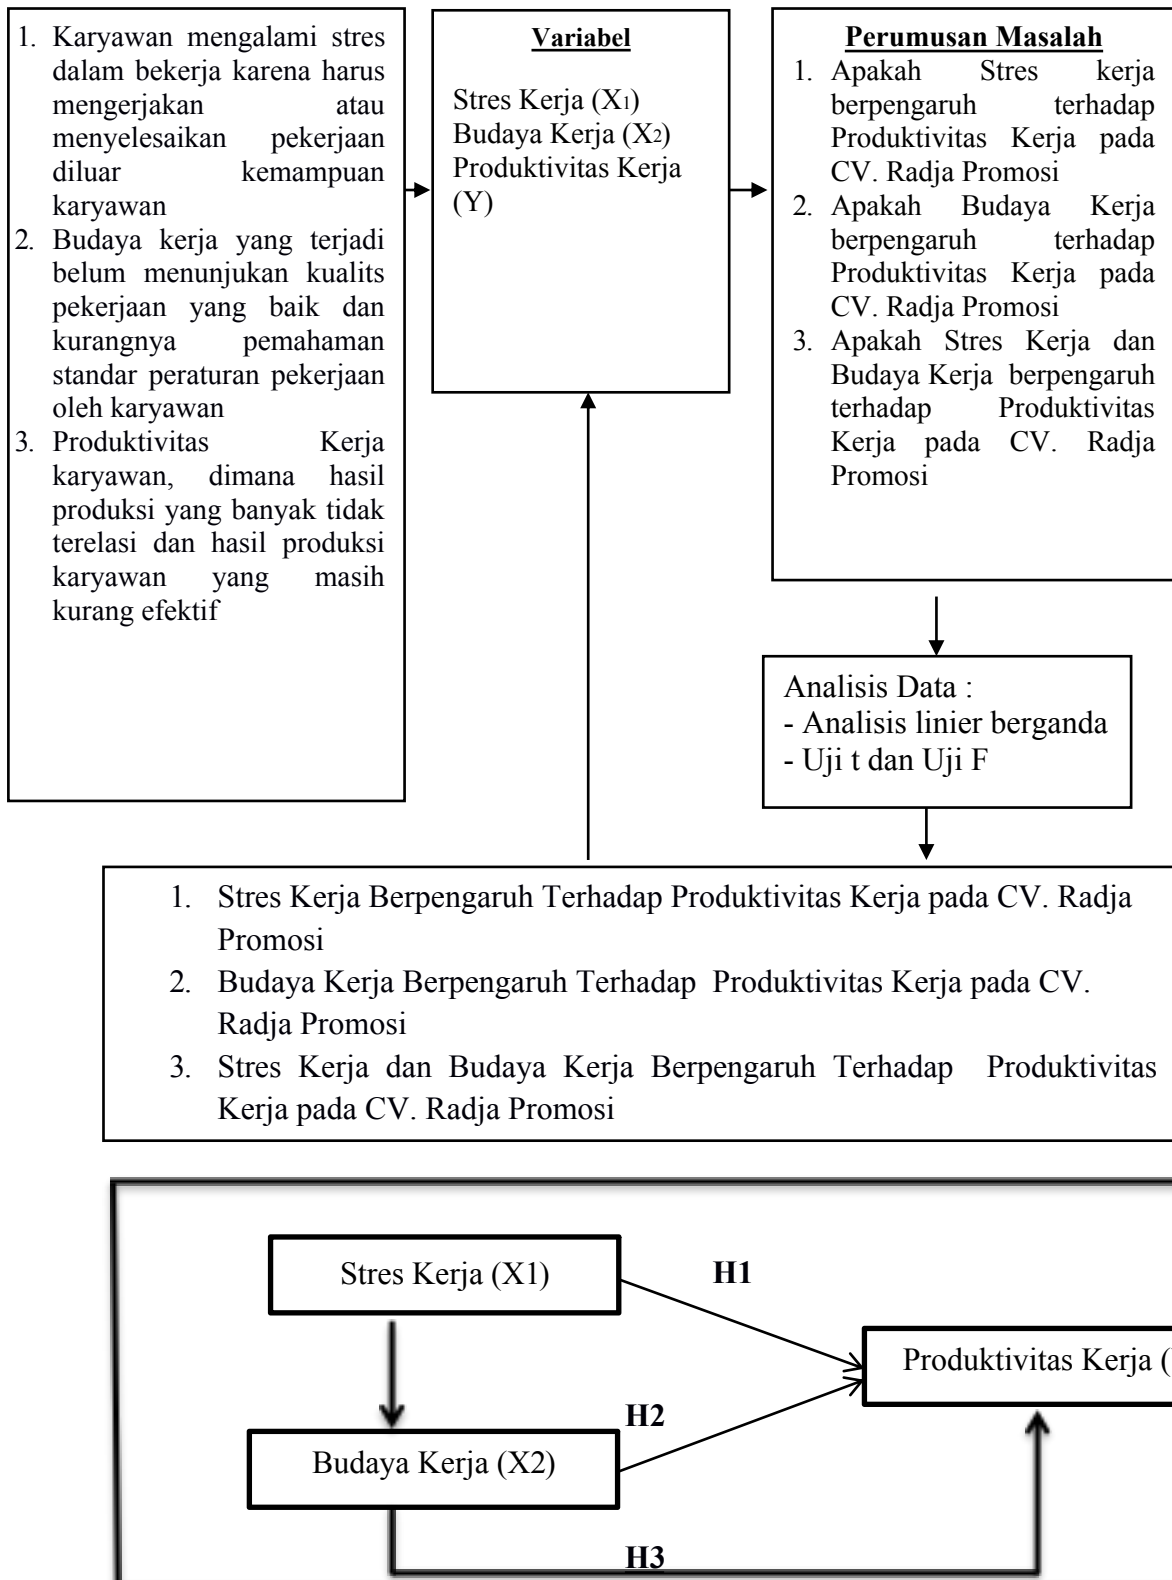 1. Karyawan mengalami stres
dalam bekerja karena harus
mengerjakan atau
menyelesaikan pekerjaan
diluar kemampuan
karyawan
2. Budaya kerja yang terjadi
belum menunjukan kualits
pekerjaan yang baik dan
kurangnya pemahaman
standar peraturan pekerjaan
oleh karyawan
3. Produktivitas Kerja
karyawan, dimana hasil
produksi yang banyak tidak
terelasi dan hasil produksi
karyawan yang masih
kurang efektif
Variabel
Stres Kerja (X1)
Budaya Kerja (X2)
Produktivitas Kerja
(Y)
Perumusan Masalah
1. Apakah Stres kerja
berpengaruh terhadap
Produktivitas Kerja pada
CV. Radja Promosi
2. Apakah Budaya Kerja
berpengaruh terhadap
Produktivitas Kerja pada
CV. Radja Promosi
3. Apakah Stres Kerja dan
Budaya Kerja berpengaruh
terhadap Produktivitas
Kerja pada CV. Radja
Promosi
Analisis Data :
- Analisis linier berganda
- Uji t dan Uji F
1. Stres Kerja Berpengaruh Terhadap Produktivitas Kerja pada CV. Radja
Promosi
2. Budaya Kerja Berpengaruh Terhadap Produktivitas Kerja pada CV.
Radja Promosi
3. Stres Kerja dan Budaya Kerja Berpengaruh Terhadap Produktivitas
Kerja pada CV. Radja Promosi
Stres Kerja (X1)
H1
Produktivitas Kerja (
H2
Budaya Kerja (X2)
H3